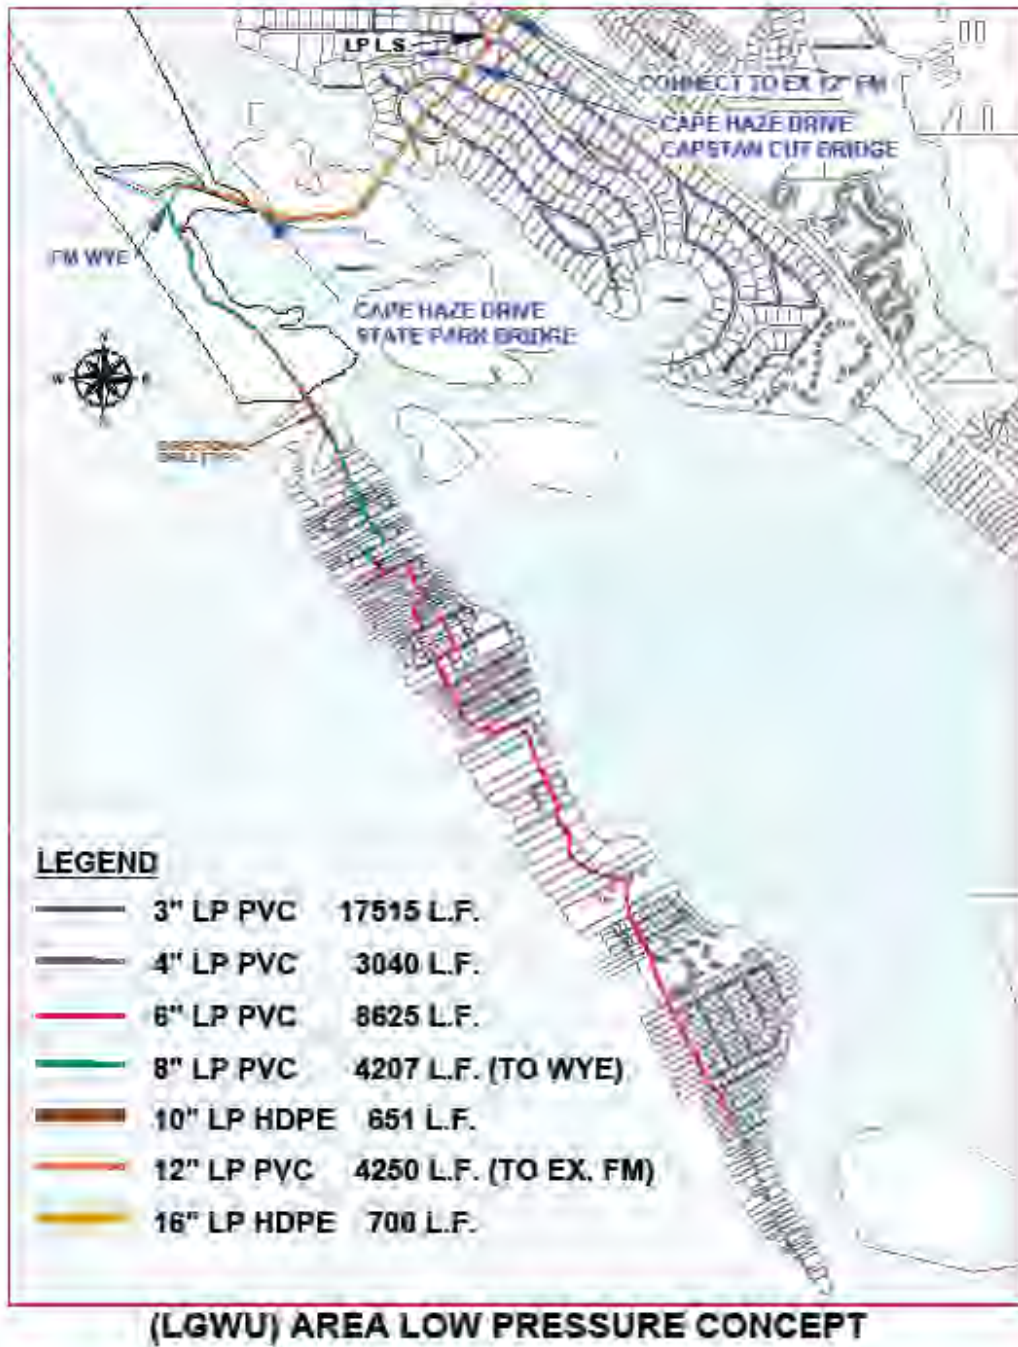 LP L.S.
CONNECT TO EX 12" FM
CAPE HAZE DRIVE
CAPSTAN CUT BRIDGE
FM WYE
CAPE HAZE DRIVE
STATE PARK BRIDGE
N
W
E
LEGEND
3" LP PVC 17515 L.F.
4" LP PVC 3040 L.F.
6" LP PVC 8625 L.F.
8" LP PVC 4207 L.F. (TO WYE)
10" LP HDPE 651 L.F.
12" LP PVC 4250 L.F. (TO EX. FM)
16" LP HDPE 700 L.F.
(LGWU) AREA LOW PRESSURE CONCEPT